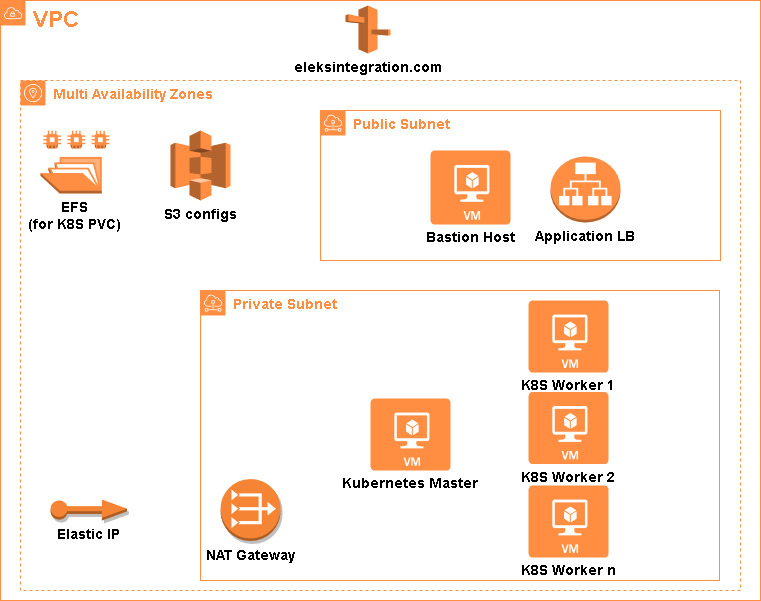 VPC
eleksintegration.com
Multi Availability Zones
Public Subnet
EFS
(for K8S PVC)
S3 configs
VM
Bastion Host
Application LB
Private Subnet
VM
K8S Worker 1
VM
Kubernetes Master
VM
K8S Worker 2
Elastic IP
NAT Gateway
VM
K8S Worker n